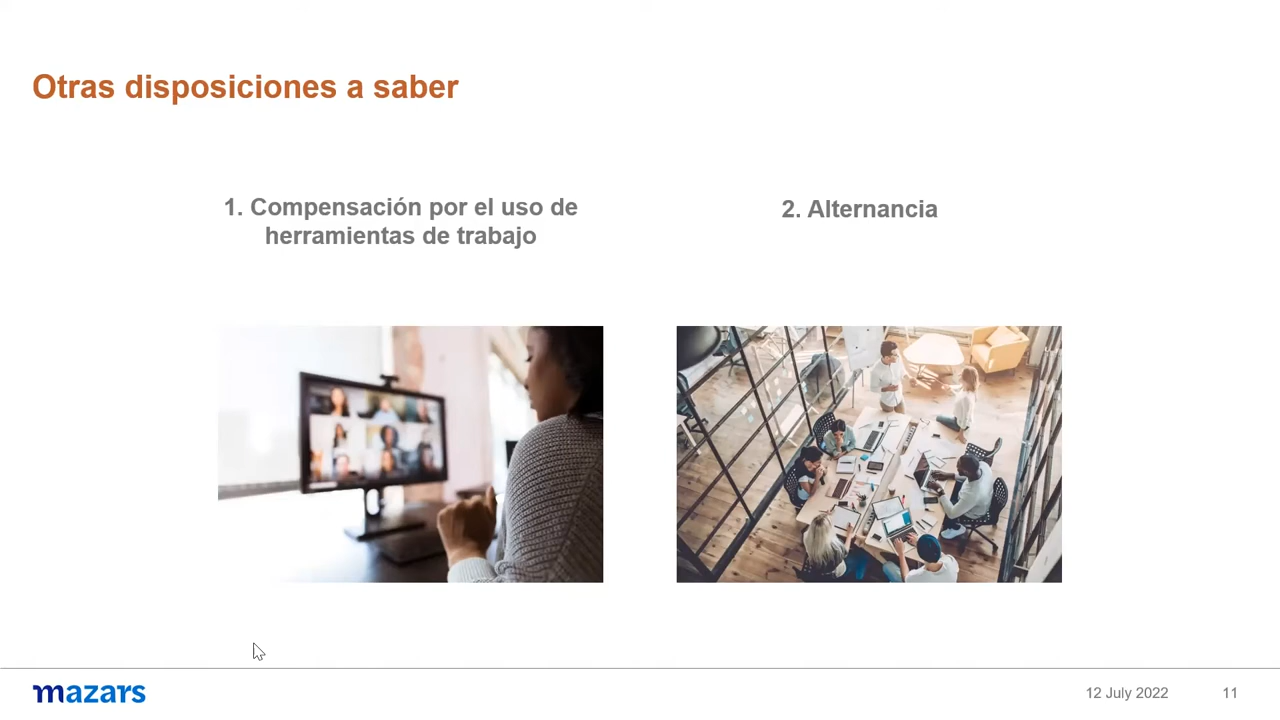 Otras disposiciones a saber
1. Compensación por el uso de
herramientas de trabajo
2. Alternancia
mazars
12 July 2022
11